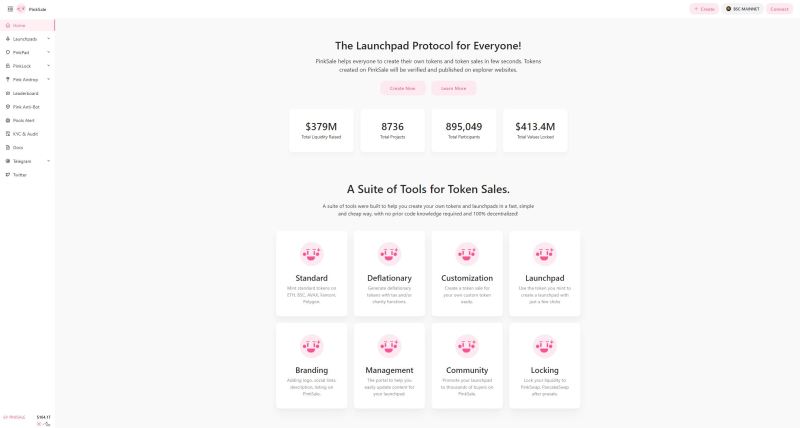 PinkSale
Create
BSC MAINNET
Connect
Home
Launchpads
PinkPad
PinkLock
Pink Airdrop
Leaderboard
Pink Anti-Bot
Pools Alert
KYC & Audit
Docs
Telegram
Twitter
The Launchpad Protocol for Everyone!
PinkSale helps everyone to create their own tokens and token sales in few seconds. Tokens
created on PinkSale will be verified and published on explorer websites.
Create Now
Learn More
$379M
Total Liquidity Raised
8736
Total Projects
895,049
Total Participants
$413.4M
Total Values Locked
A Suite of Tools for Token Sales.
A suite of tools were built to help you create your own tokens and launchpads in a fast, simple
and cheap way, with no prior code knowledge required and 100% decentralized!
Standard
Mint standard tokens on
ETH, BSC, AVAX, Fantom,
Polygon.
Deflationary
Generate deflationary
tokens with tax and/or
charity functions.
Customization
Create a token sale for
your own custom token
easily.
Launchpad
Use the token you mint to
create a launchpad with
just a few clicks
Branding
Adding logo, social links,
description, listing on
PinkSale.
Management
The portal to help you
easily update content for
your launchpad.
Community
Promote your launchpad
to thousands of buyers on
PinkSale.
Locking
Lock your liquidity to
PinkSwap, PancakeSwap
after presale.
PINKSALE
$164.17